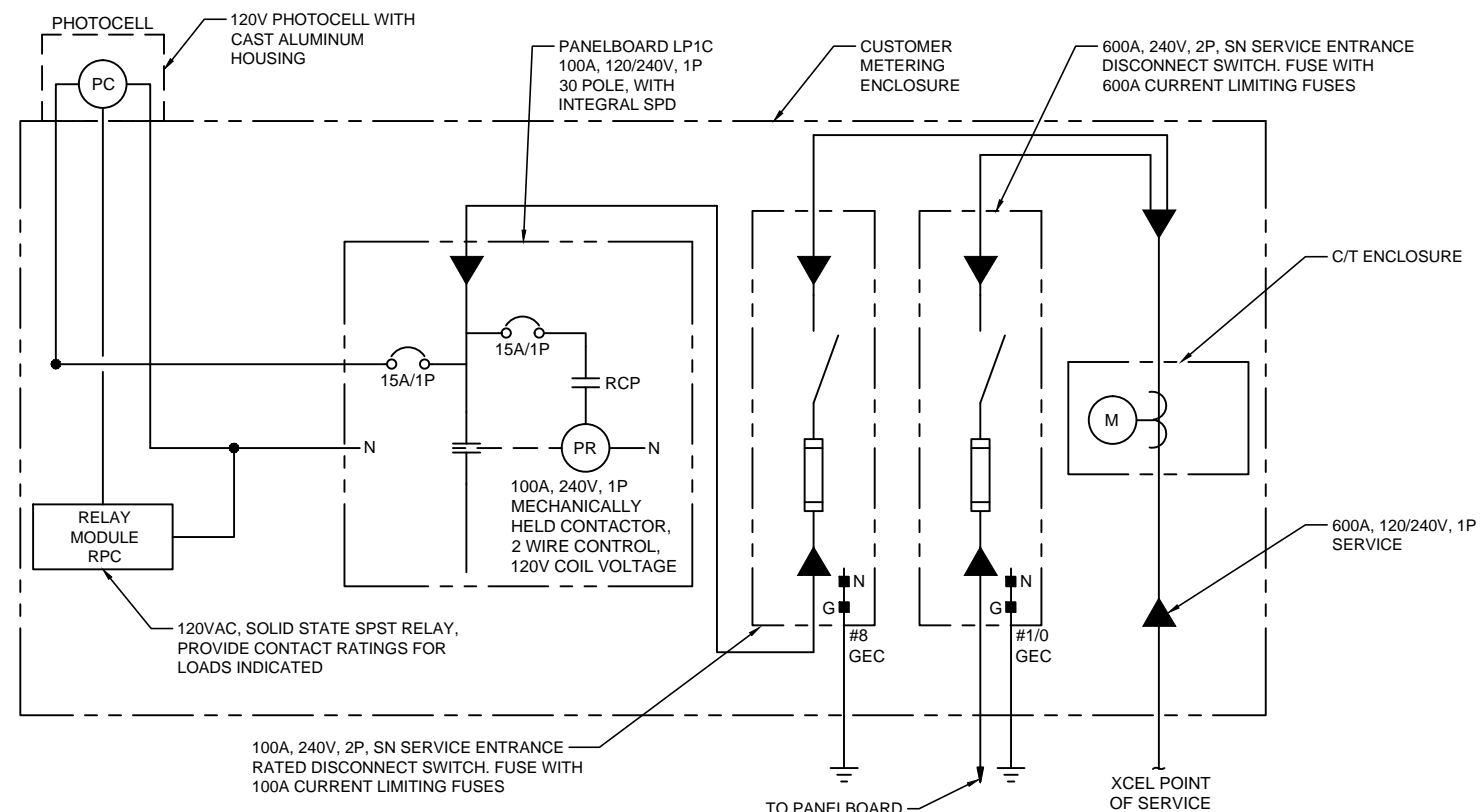 PHOTOCELL
120V PHOTOCELL WITH
CAST ALUMINUM
HOUSING
PC
PANELBOARD LP1C
100A, 120/240V, 1P
30 POLE, WITH
INTEGRAL SPD
CUSTOMER
METERING
ENCLOSURE
600A, 240V, 2P, SN SERVICE ENTRANCE
DISCONNECT SWITCH. FUSE WITH
600A CURRENT LIMITING FUSES
C/T ENCLOSURE
15A/1P
15A/1P
RCP
M
N
PR
N
100A, 240V, 1P
MECHANICALLY
HELD CONTACTOR,
2 WIRE CONTROL,
120V COIL VOLTAGE
RELAY
MODULE
RPC
600A, 120/240V, 1P
SERVICE
N
G
#8
GEC
N
G
#1/0
GEC
120VAC, SOLID STATE SPST RELAY,
PROVIDE CONTACT RATINGS FOR
LOADS INDICATED
100A, 240V, 2P, SN SERVICE ENTRANCE
RATED DISCONNECT SWITCH. FUSE WITH
100A CURRENT LIMITING FUSES
TO PANELBOARD
XCEL POINT
OF SERVICE